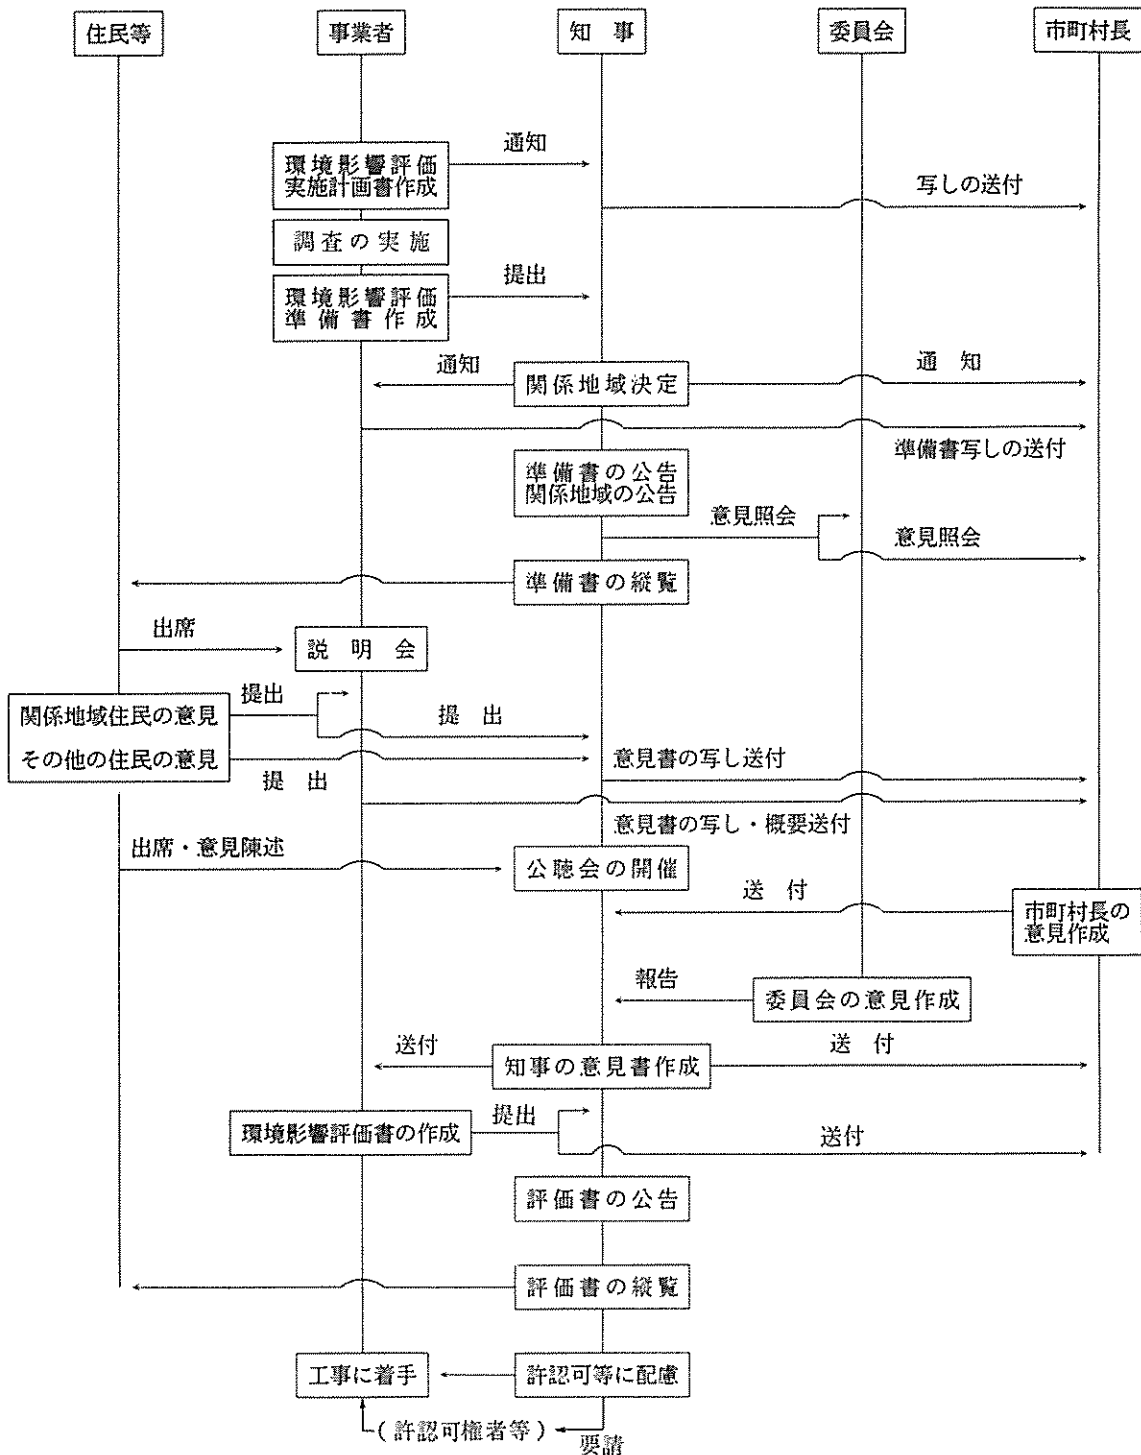 住民等
事業者
知　事
委員会
市町村長
通知
環境影響評価
実施計画書作成
写しの送付
調査の実施
提出
環境影響評価
準備書作成
通知
関係地域決定
通　知
準備書写しの送付
準備書の公告
関係地域の公告
意見照会
意見照会
準備書の縦覧
出席
説　明　会
提出
関係地域住民の意見
提　出
その他の住民の意見
提　出
意見書の写し送付
意見書の写し・概要送付
出席・意見陳述
公聴会の開催
送　付
市町村長の
意見作成
報告
委員会の意見作成
送付
知事の意見書作成
送　付
環境影響評価書の作成
提出
送付
評価書の公告
評価書の縦覧
工事に着手
許認可等に配慮
(許認可権者等)
要請